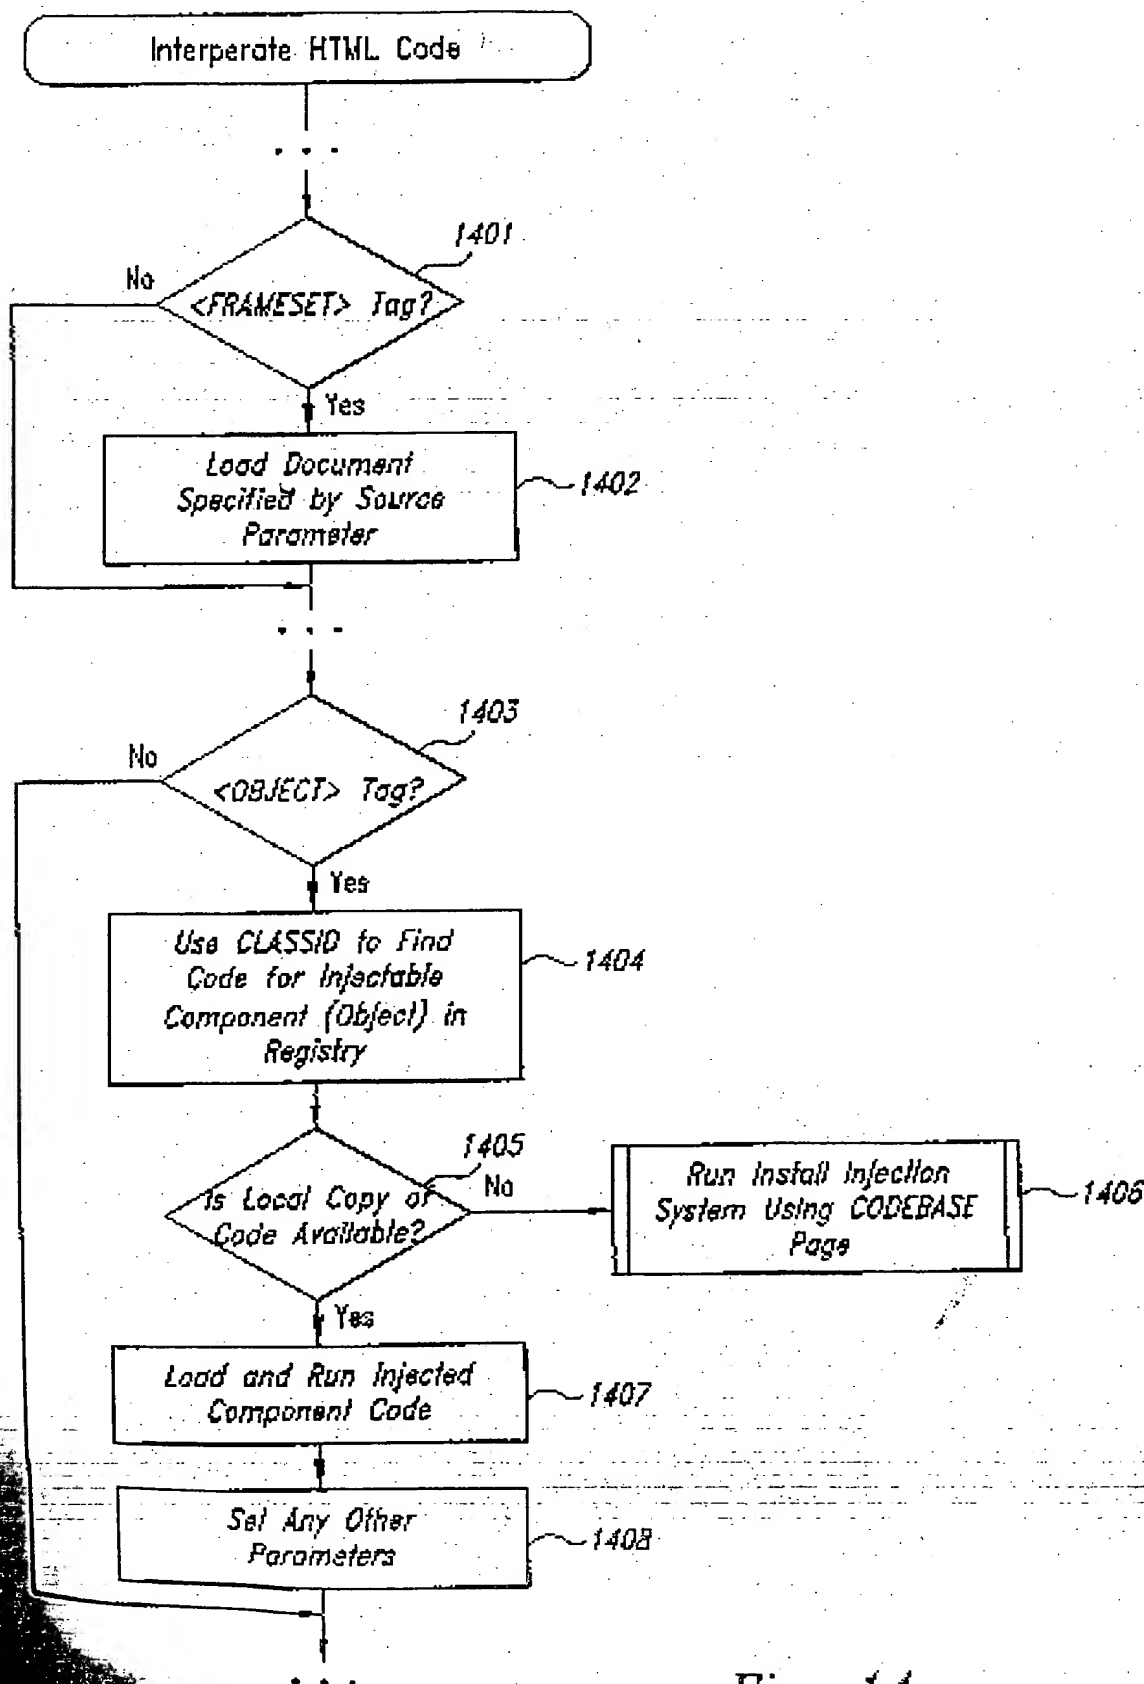 Interperate HTML Code
. . .
1401
No
<FRAMESET> Tag?
Yes
Load Document
Specified by Source
Parameter
1402
. . .
1403
No
<OBJECT> Tag?
Yes
Use CLASSID to Find
Code for Injectable
Component (Object) in
Registry
1404
1405
Is Local Copy of
Code Available?
No
Run Install Injection
System Using CODEBASE
Page
1406
Yes
Load and Run Injected
Component Code
1407
Set Any Other
Parameters
1408
. . .